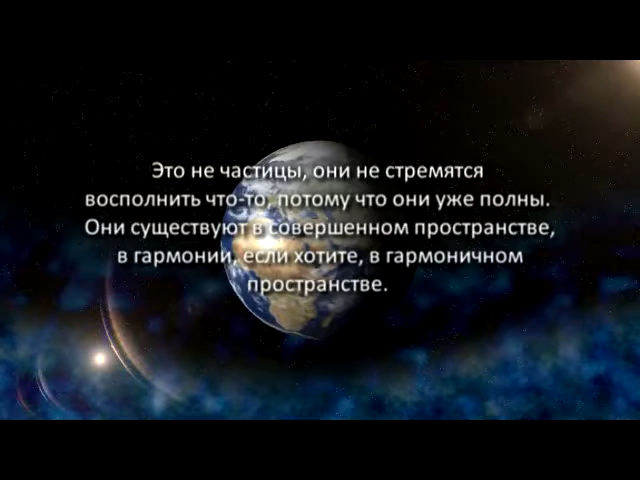 Это не частицы, они не стремятся
восполнить что-то, потому что они уже полны.
Они существуют в совершенном пространстве,
в гармонии, если хотите, в гармоничном
пространстве.